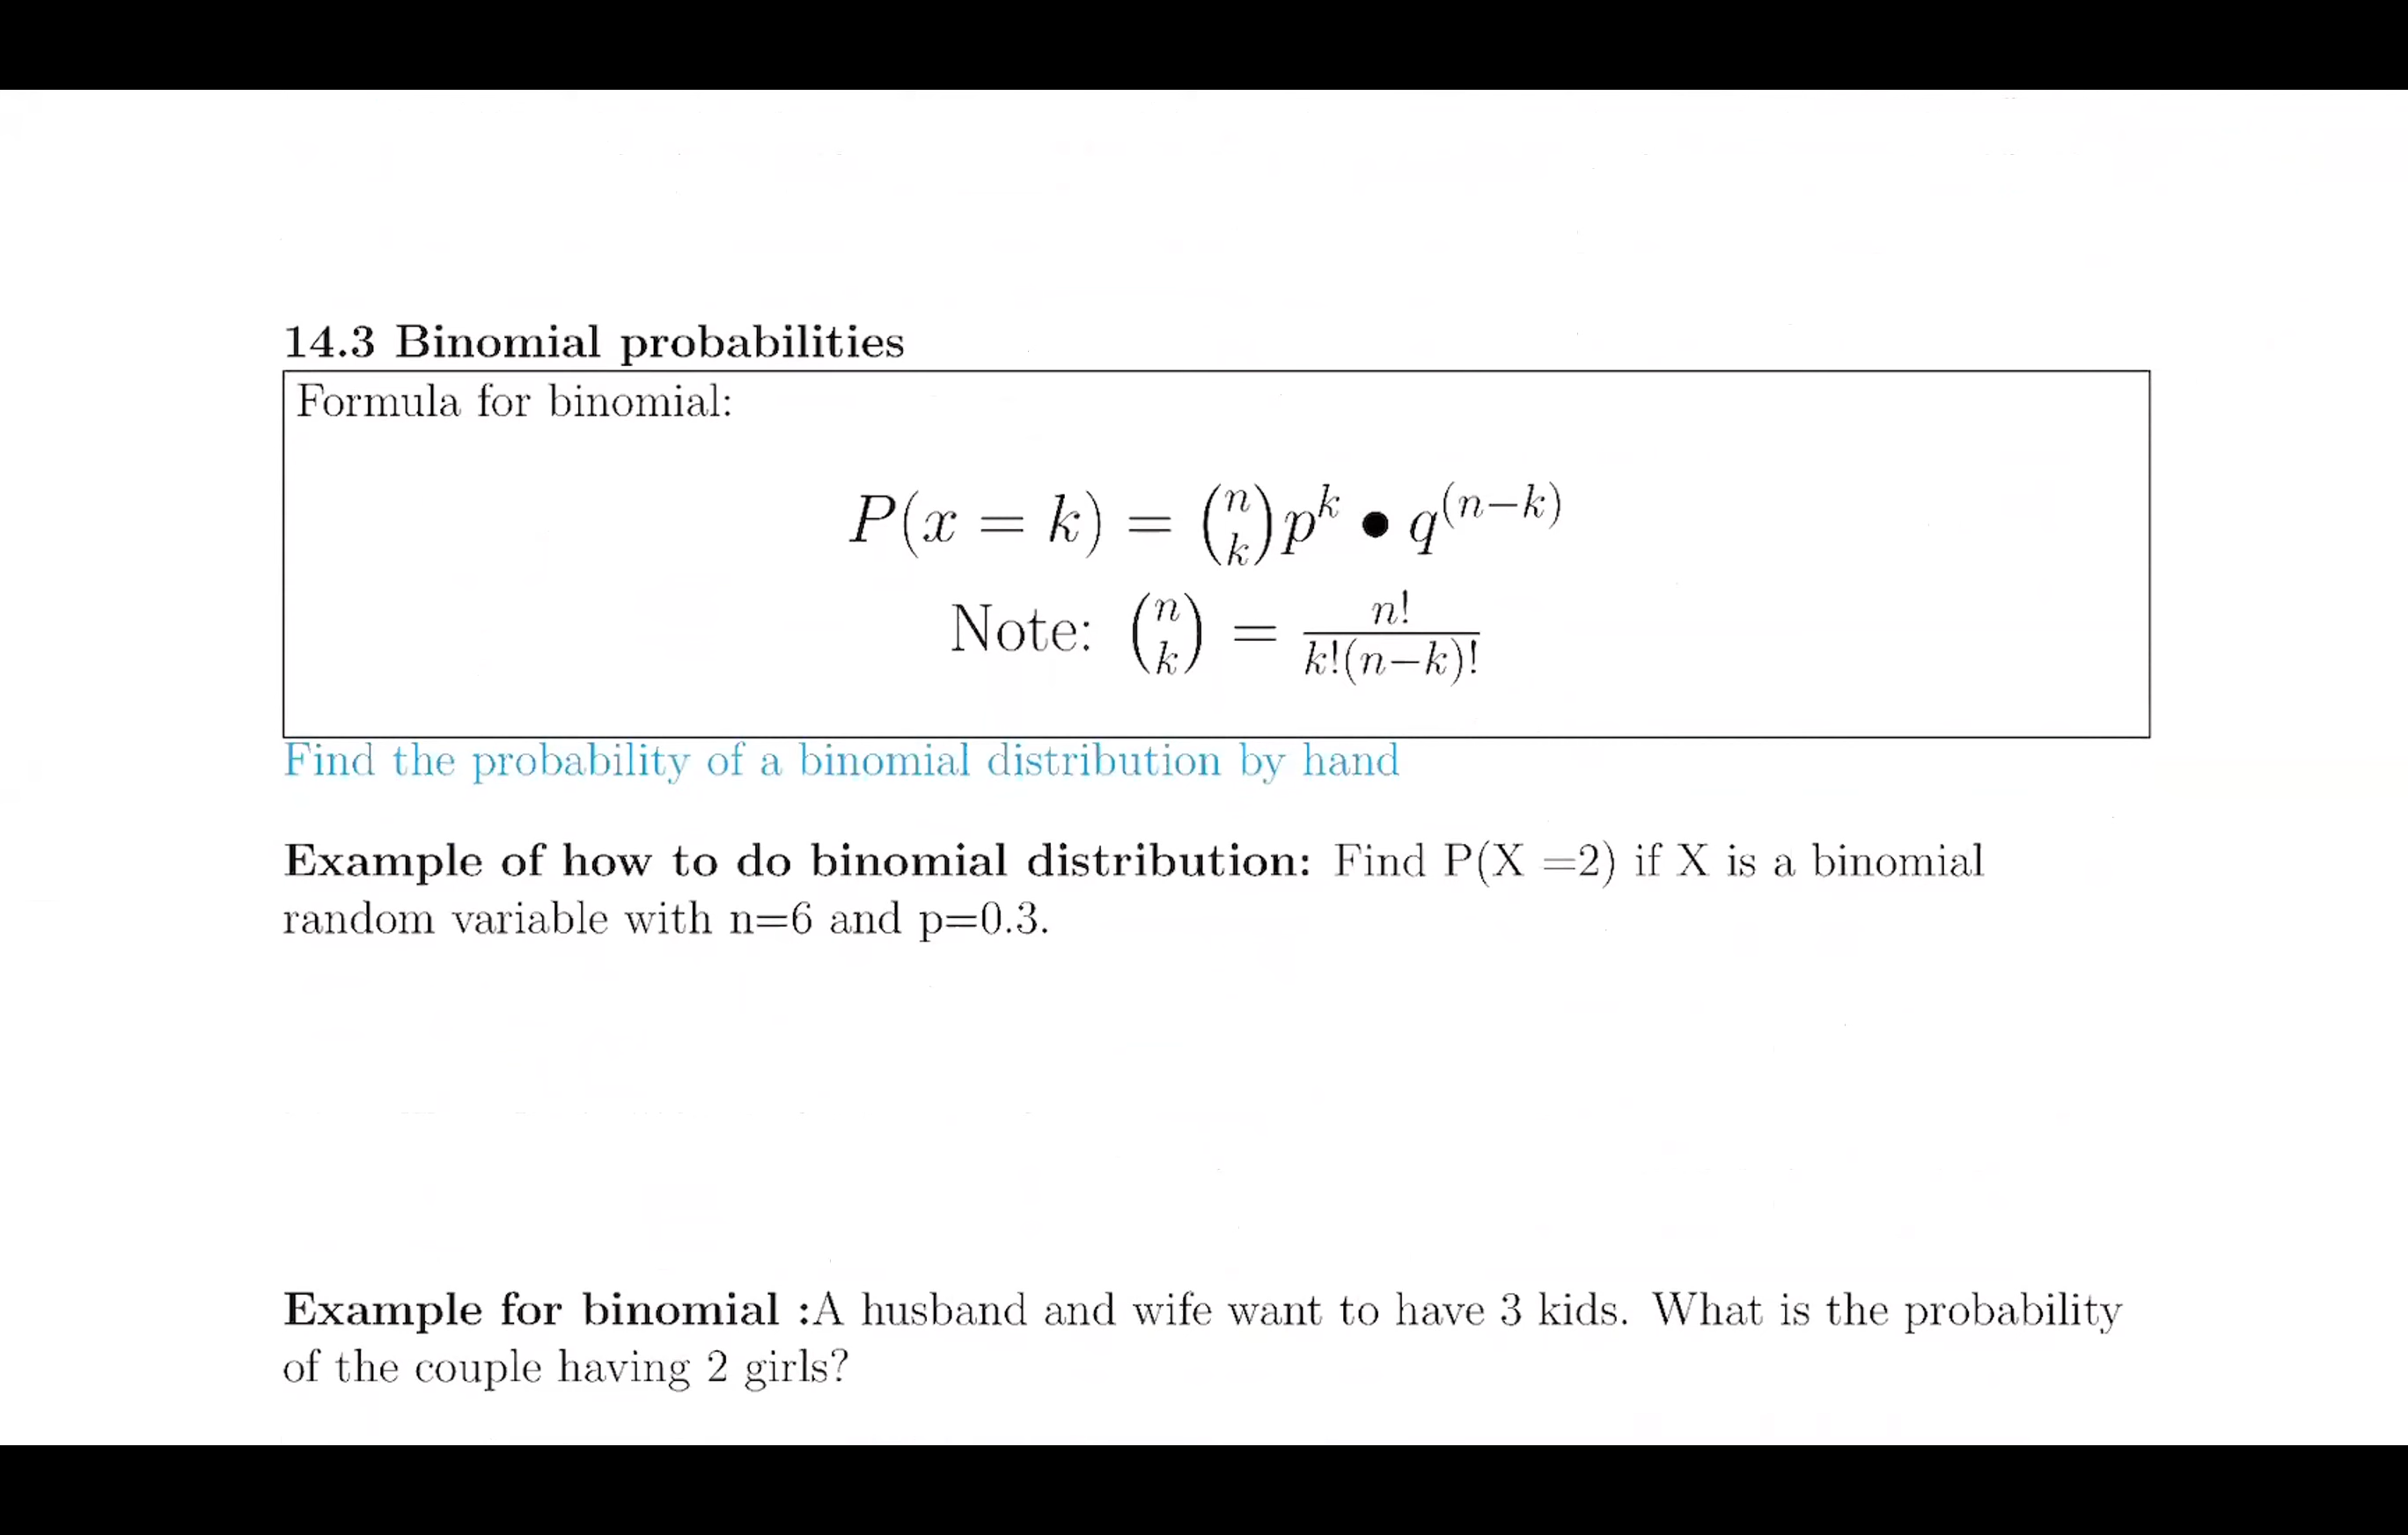 14.3 Binomial probabilities
Formula for binomial:
P(x = k) = (n k) p^k • q^(n−k)
Note: (n k) = n! / k!(n−k)!
Find the probability of a binomial distribution by hand
Example of how to do binomial distribution: Find P(X =2) if X is a binomial
random variable with n=6 and p=0.3.
Example for binomial :A husband and wife want to have 3 kids. What is the probability
of the couple having 2 girls?